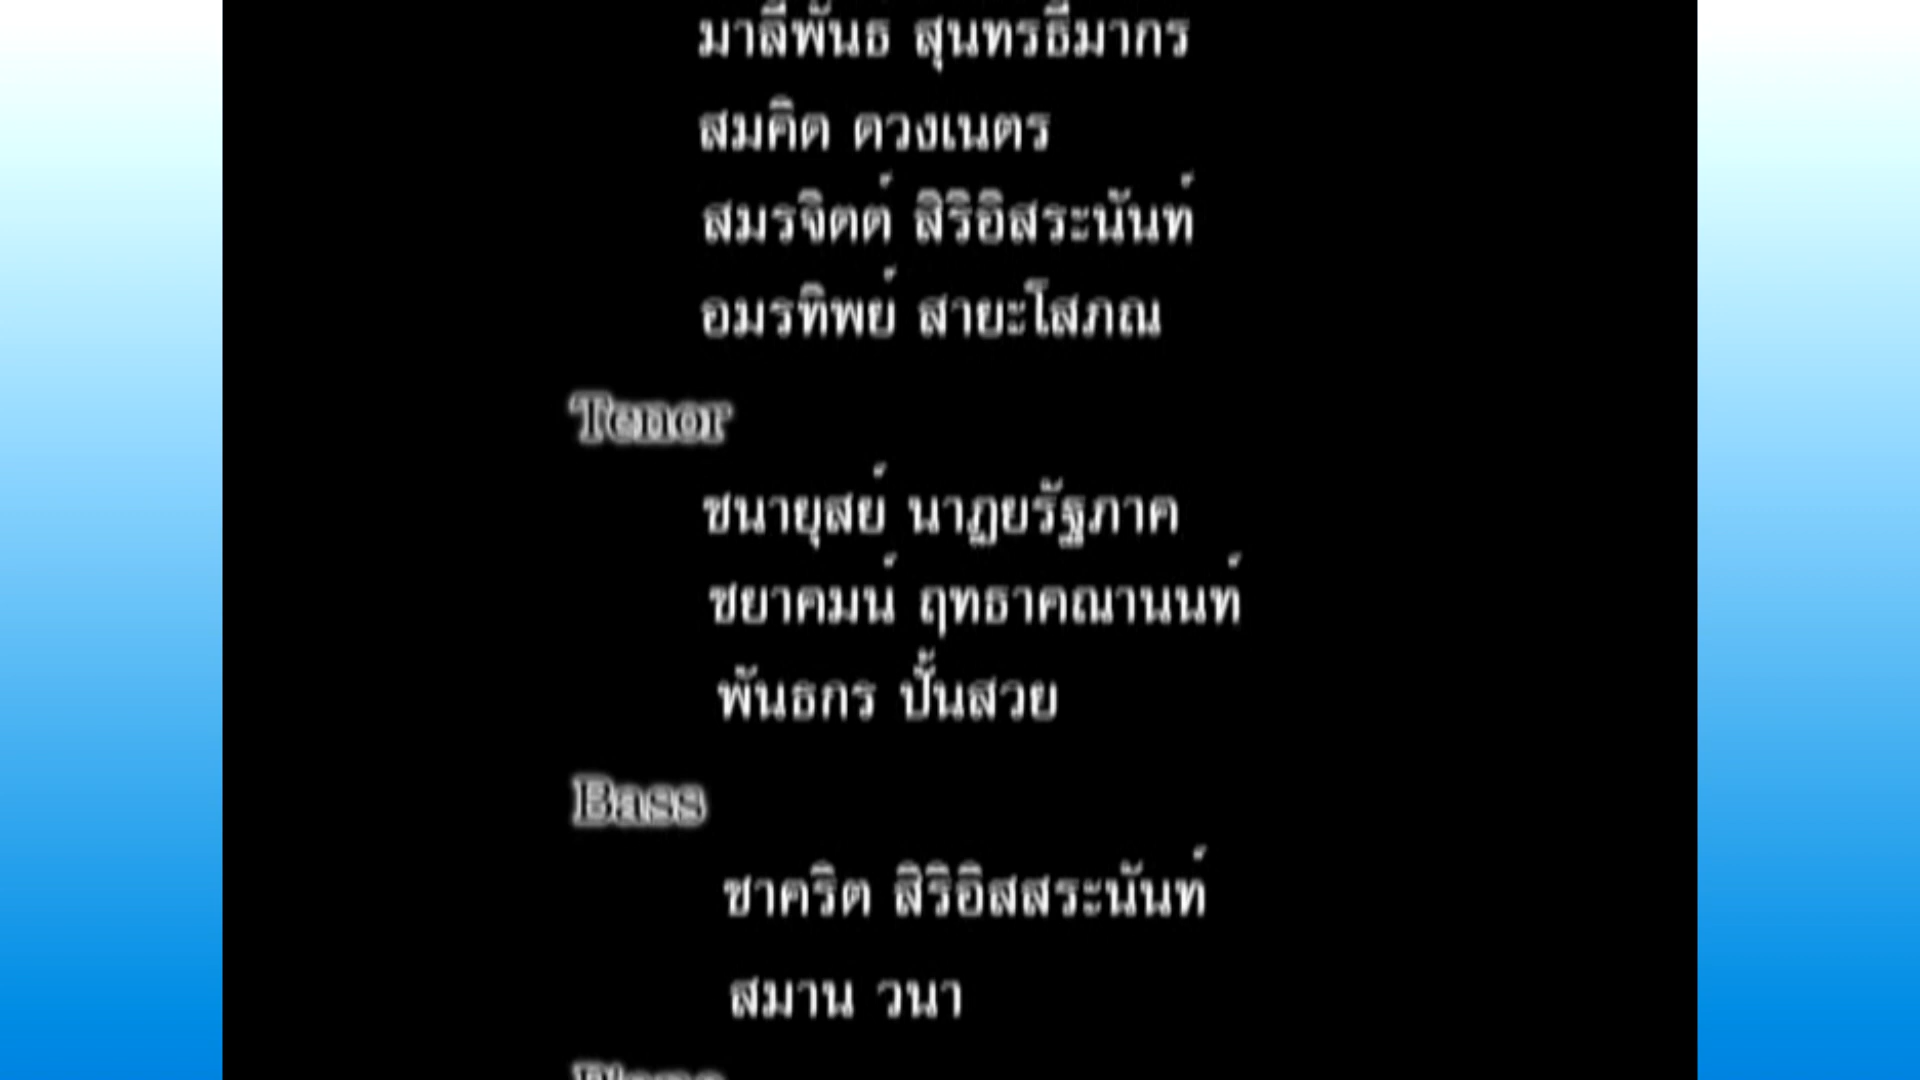 มาลีพันธ สุนทรธีมากร
สมคิด ดวงเนตร
สมรจิตต์ สิริอิสระนันท์
อมรทิพย์ สายะโสภณ
Tenor
ชนายุสย์ นาฏยรัฐภาค
ชยาคมน์ ฤทธาคณานนท์
พันธกร ปั้นสวย
Bass
ชาคริต สิริอิสสระนันท์
สมาน วนา